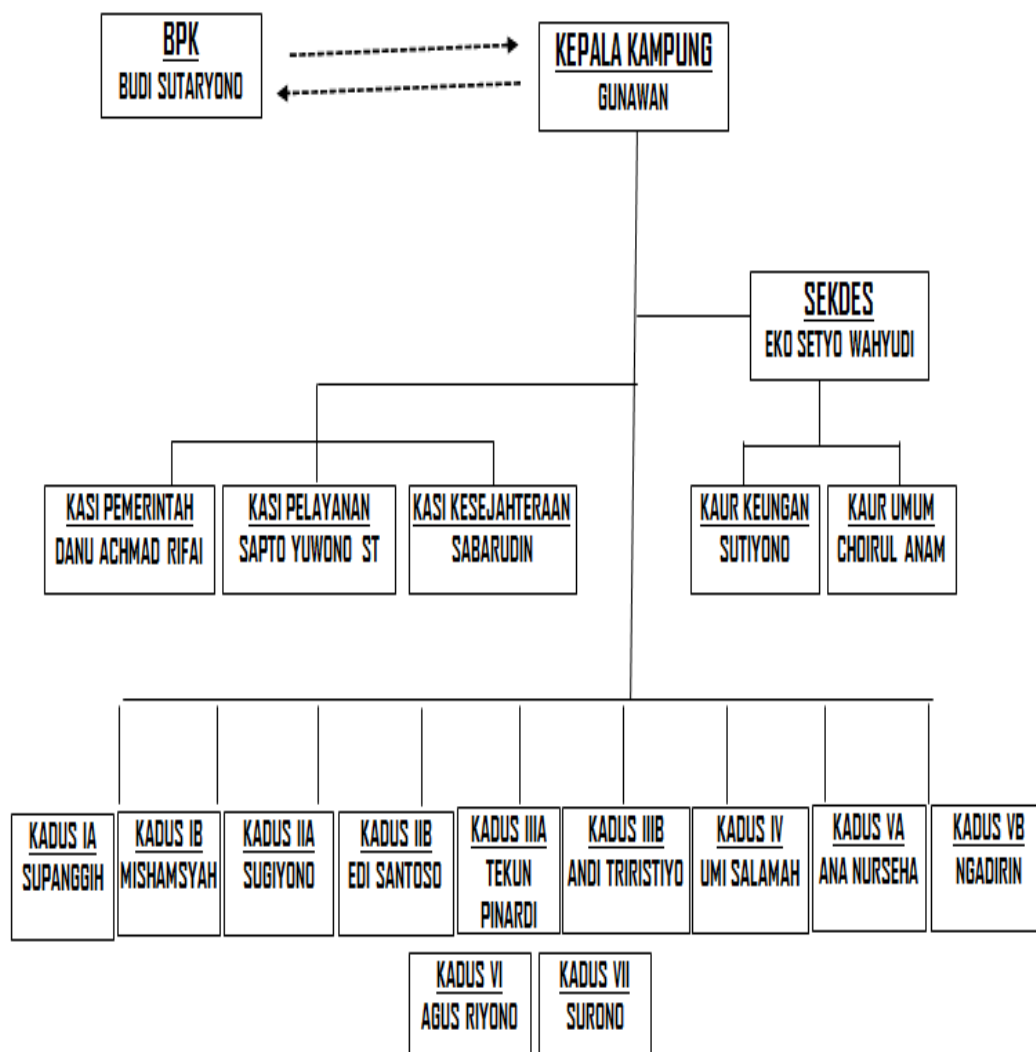 BPK
BUDI SUTARYONO
KEPALA KAMPUNG
GUNAWAN
SEKDES
EKO SETYO WAHYUDI
KASI PEMERINTAH
DANU ACHMAD RIFAI
KASI PELAYANAN
SAPTO YUWONO ST
KASI KESEJAHTERAAN
SABARUDIN
KAUR KEUNGAN
SUTIYONO
KAUR UMUM
CHOIRUL ANAM
KADUS IA
SUPANGGIH
KADUS IB
MISHAMSYAH
KADUS IIA
SUGIYONO
KADUS IIB
EDI SANTOSO
KADUS IIIA
TEKUN
PINARDI
KADUS IIIB
ANDI TRIRISTIYO
KADUS IV
UMI SALAMAH
KADUS VA
ANA NURSEHA
KADUS VB
NGADIRIN
KADUS VI
AGUS RIYONO
KADUS VII
SURONO